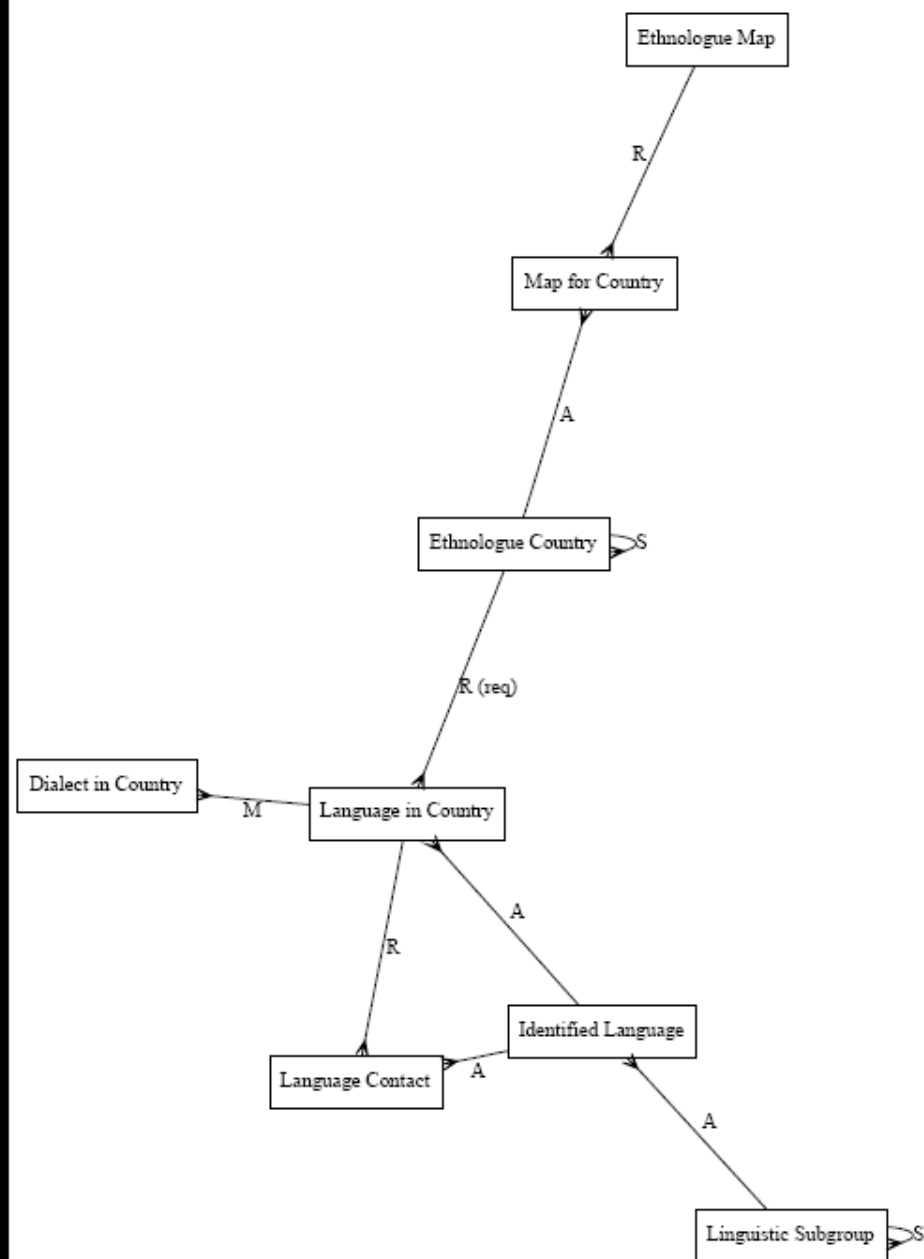 Ethnologue Map
R
Map for Country
A
Ethnologue Country
S
R (req)
Dialect in Country
M
Language in Country
A
R
Identified Language
Language Contact
A
A
Linguistic Subgroup
S